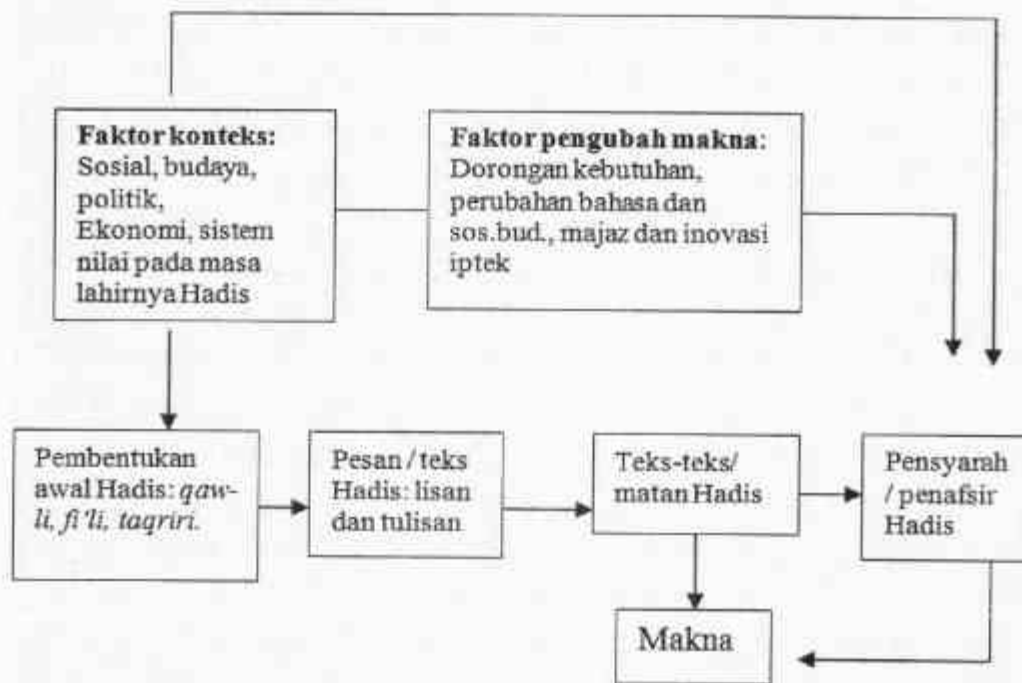 Faktor konteks:
Sosial, budaya,
politik,
Ekonomi, sistem
nilai pada masa
lahirnya Hadis
Faktor pengubah makna:
Dorongan kebutuhan,
perubahan bahasa dan
sos.bud., majaz dan inovasi
iptek
Pembentukan
awal Hadis: qaw-
li, fi'li, taqriri.
Pesan / teks
Hadis: lisan
dan tulisan
Teks-teks/
matan Hadis
Pensyarah
/ penafsir
Hadis
Makna